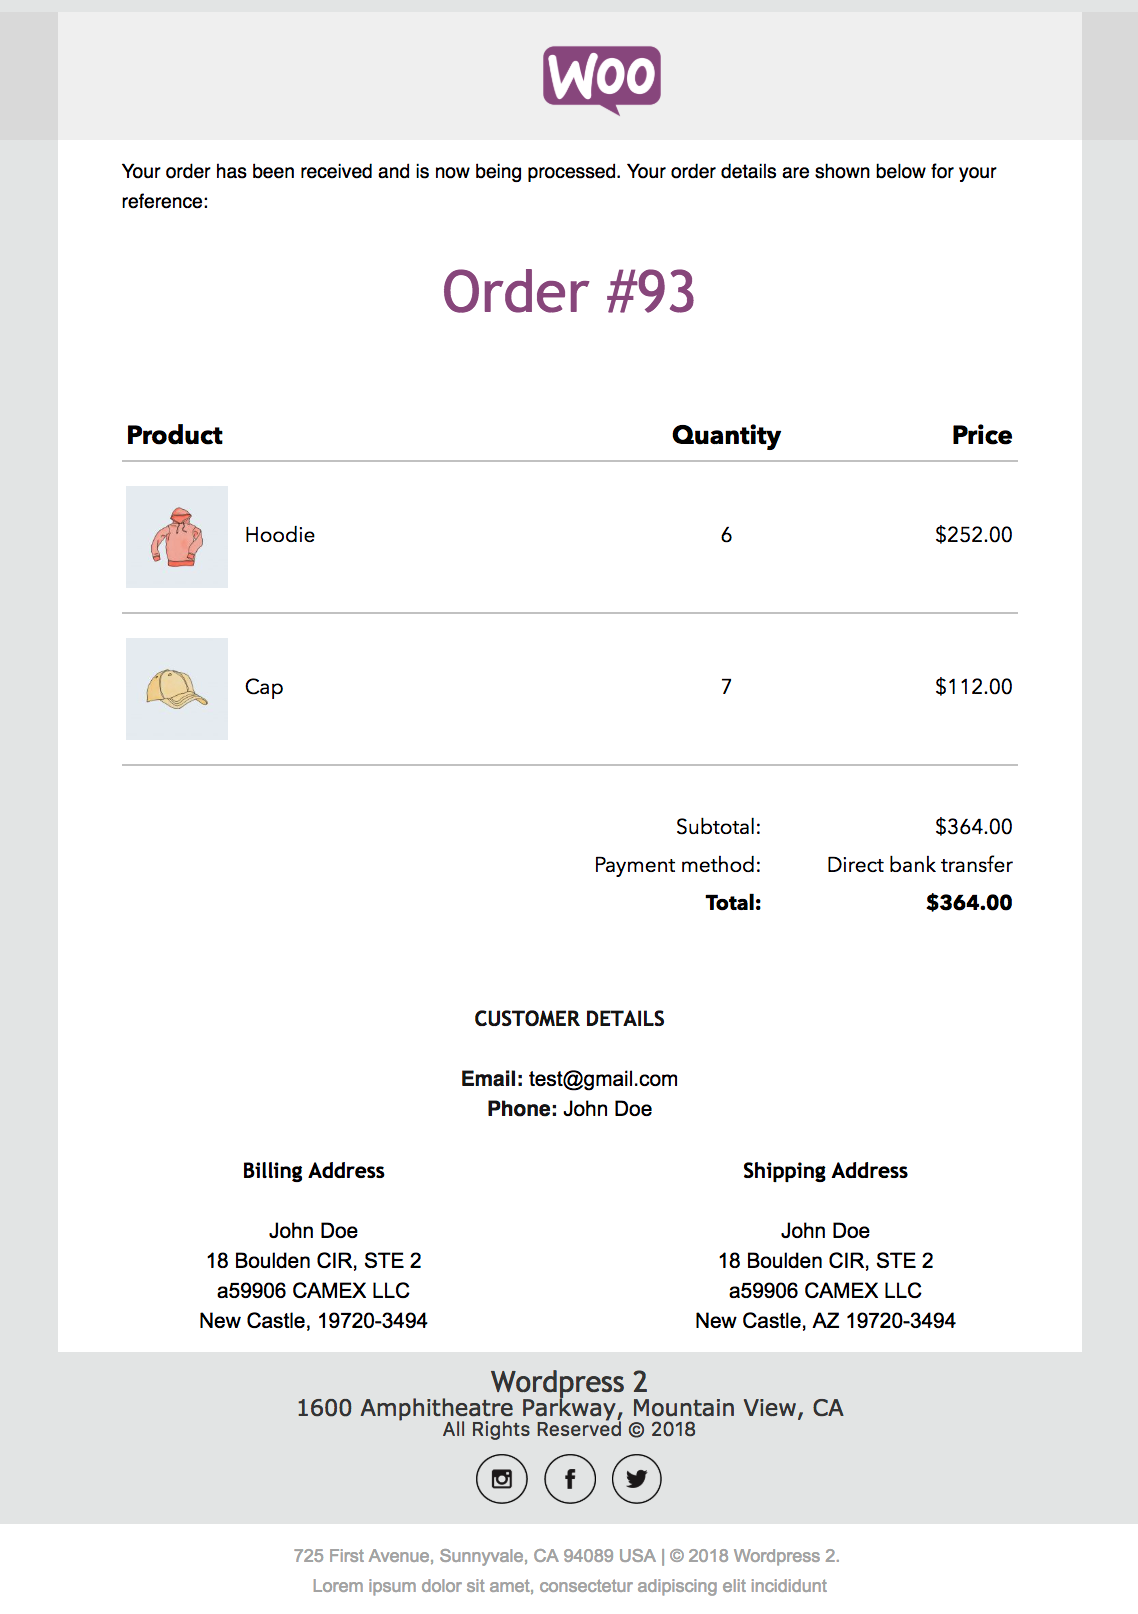 Woo
Your order has been received and is now being processed. Your order details are shown below for your
reference:
Order #93
Product Quantity Price
Hoodie 6 $252.00
Cap 7 $112.00
Subtotal: $364.00
Payment method: Direct bank transfer
Total: $364.00
CUSTOMER DETAILS
Email: test@gmail.com
Phone: John Doe
Billing Address Shipping Address
John Doe John Doe
18 Boulden CIR, STE 2 18 Boulden CIR, STE 2
a59906 CAMEX LLC a59906 CAMEX LLC
New Castle, 19720-3494 New Castle, AZ 19720-3494
Wordpress 2
1600 Amphitheatre Parkway, Mountain View, CA
All Rights Reserved © 2018
725 First Avenue, Sunnyvale, CA 94089 USA | © 2018 Wordpress 2.
Lorem ipsum dolor sit amet, consectetur adipiscing elit incididunt